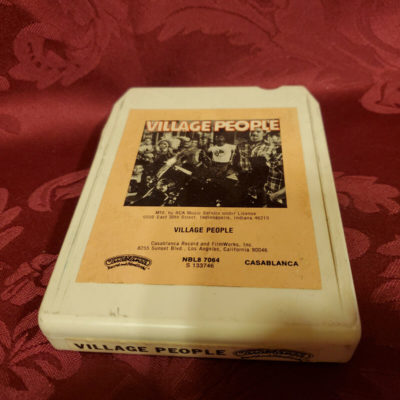 VILLAGE PEOPLE
Mfd. by RCA Music Service under License
6550 East 30th Street, Indianapolis, Indiana 46219
VILLAGE PEOPLE
Casablanca Record and FilmWorks, Inc.
8255 Sunset Blvd., Los Angeles, California 90046
NBL8 7064
CASABLANCA
S 133746
VILLAGE PEOPLE